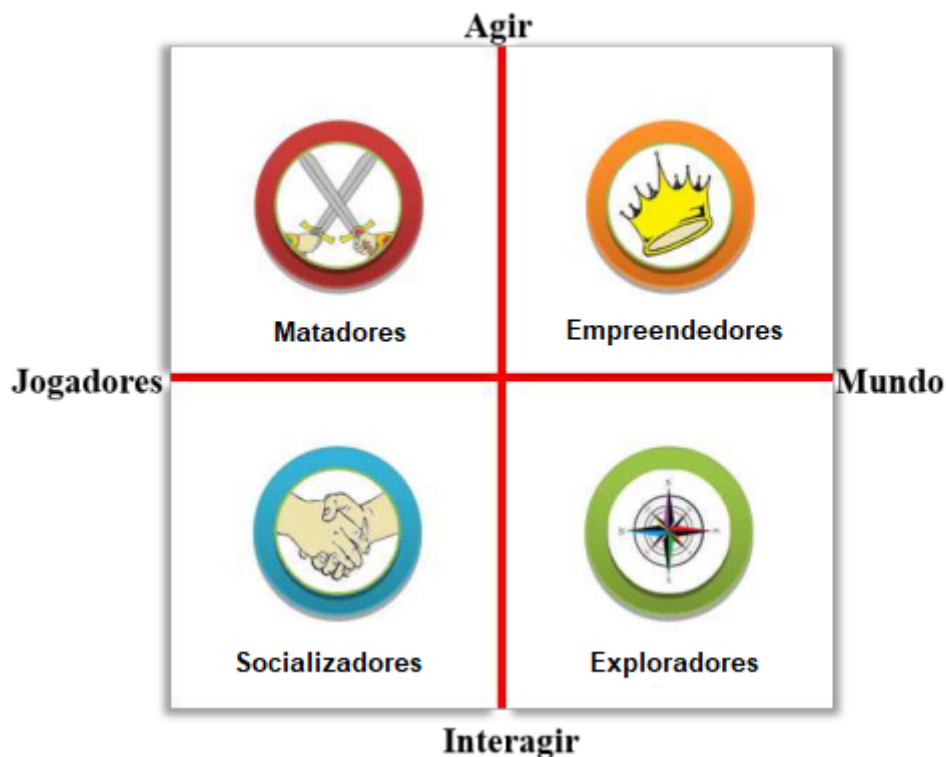 Agir
Matadores
Empreendedores
Jogadores
Mundo
Socializadores
Exploradores
Interagir